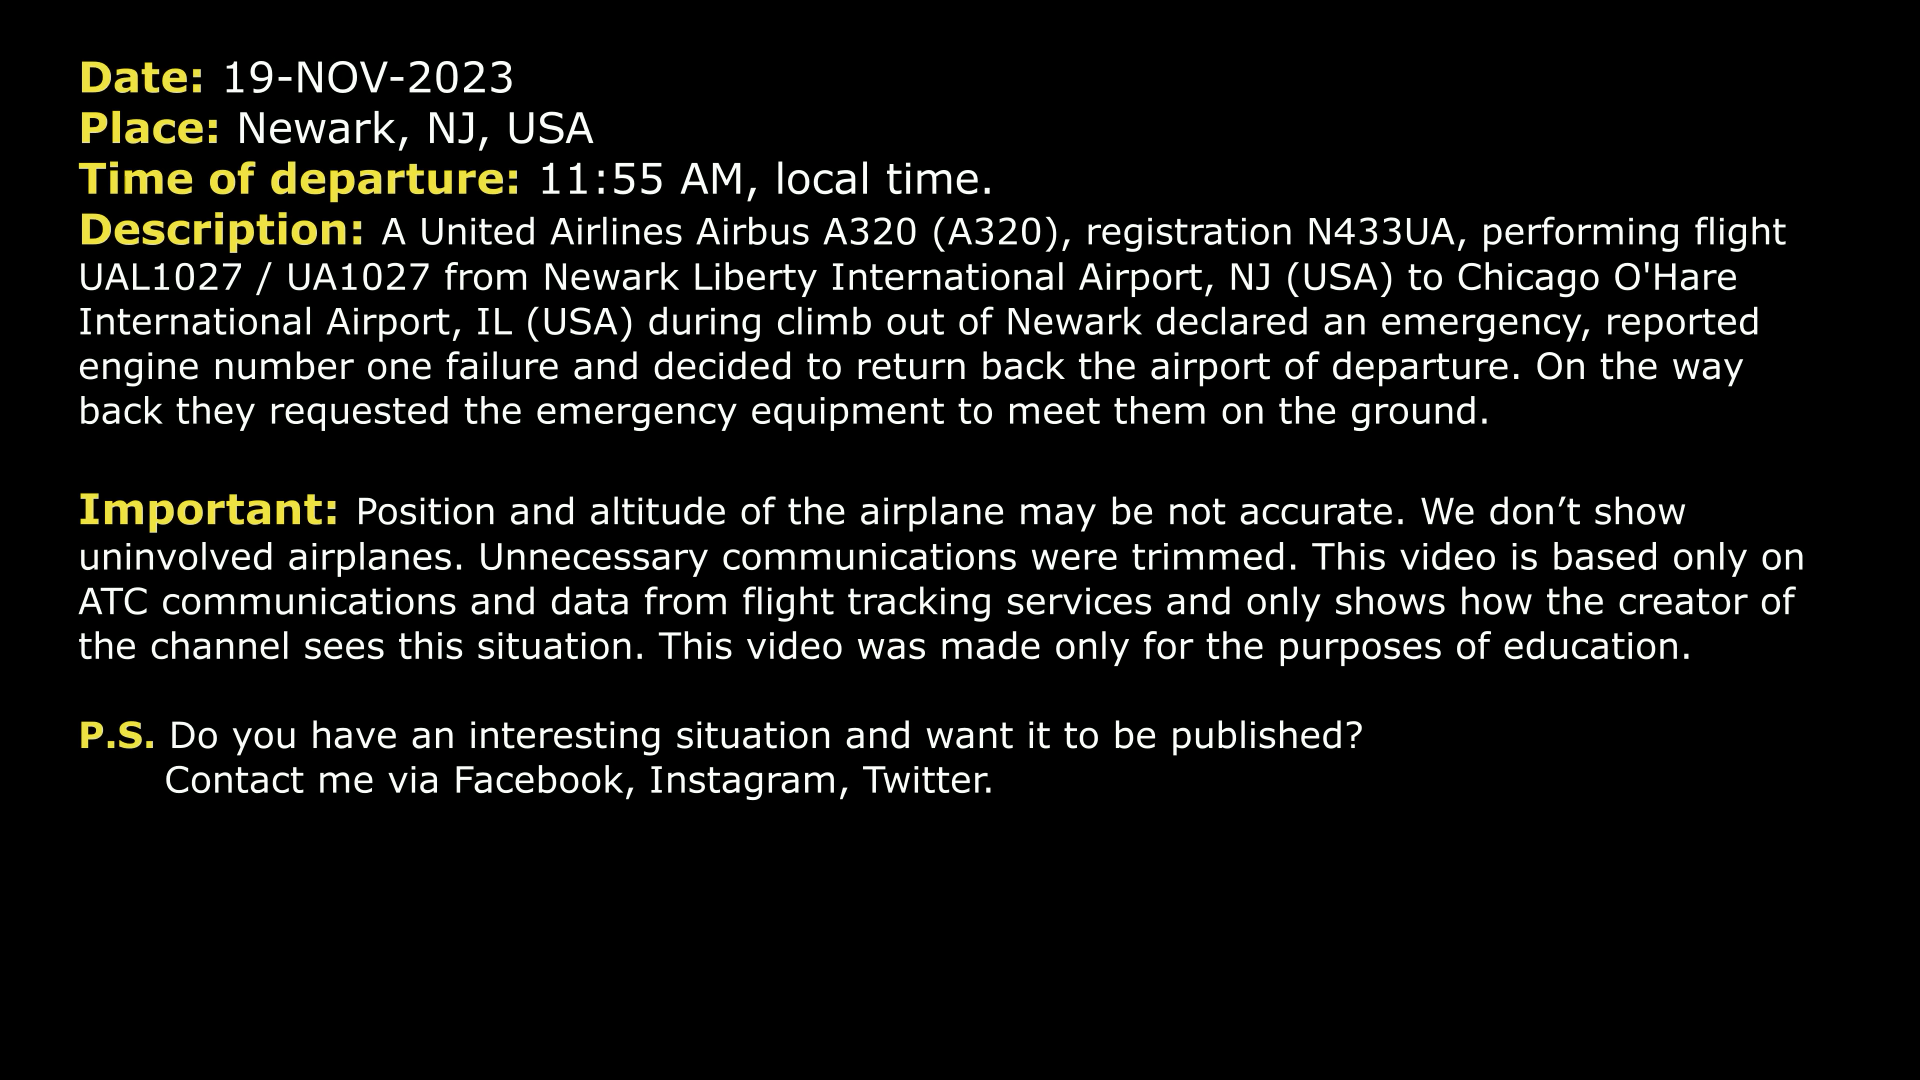 Date: 19-NOV-2023
Place: Newark, NJ, USA
Time of departure: 11:55 AM, local time.
Description: A United Airlines Airbus A320 (A320), registration N433UA, performing flight
UAL1027 / UA1027 from Newark Liberty International Airport, NJ (USA) to Chicago O'Hare
International Airport, IL (USA) during climb out of Newark declared an emergency, reported
engine number one failure and decided to return back the airport of departure. On the way
back they requested the emergency equipment to meet them on the ground.
Important: Position and altitude of the airplane may be not accurate. We don’t show
uninvolved airplanes. Unnecessary communications were trimmed. This video is based only on
ATC communications and data from flight tracking services and only shows how the creator of
the channel sees this situation. This video was made only for the purposes of education.
P.S. Do you have an interesting situation and want it to be published?
Contact me via Facebook, Instagram, Twitter.